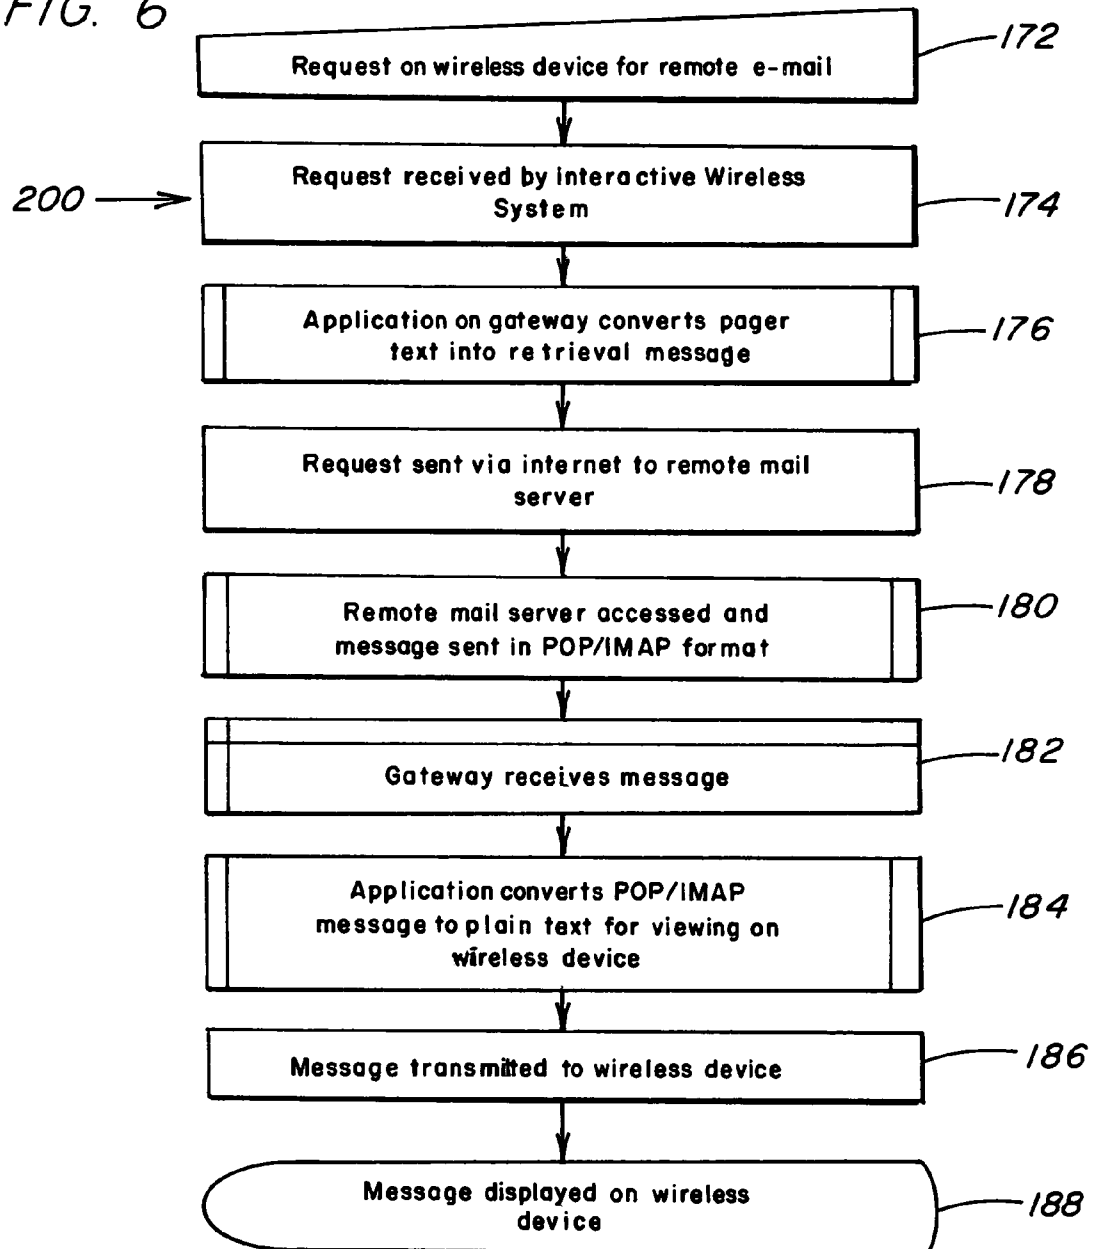 FIG. 6
Request on wireless device for remote e-mail
172
Request received by Interactive Wireless
System
200
174
Application on gateway converts pager
text into retrieval message
176
Request sent via internet to remote mail
server
178
Remote mail server accessed and
message sent in POP/IMAP format
180
Gateway receives message
182
Application converts POP/IMAP
message to plain text for viewing on
wireless device
184
Message transmitted to wireless device
186
Message displayed on wireless
device
188